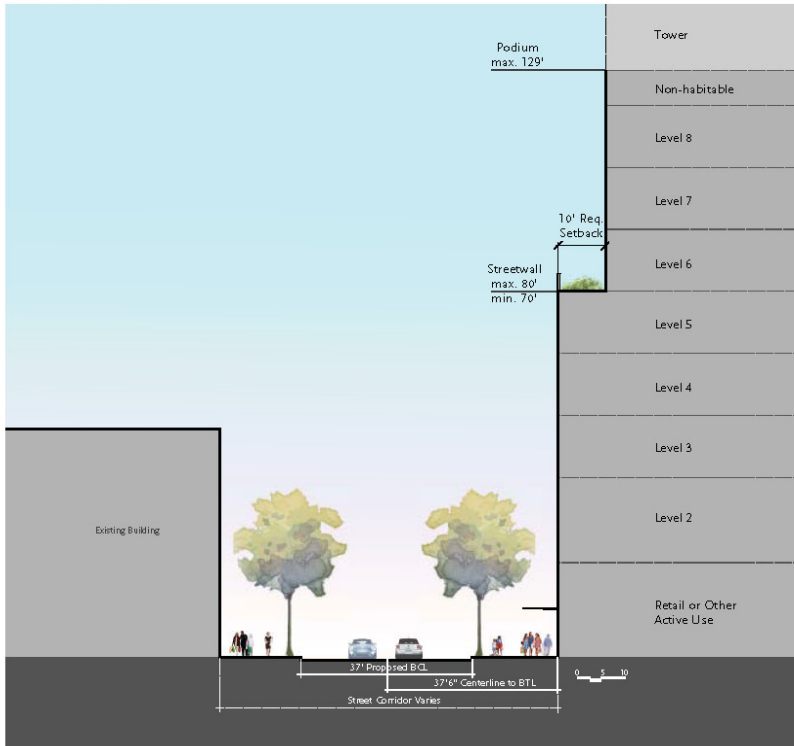 Tower
Podium
max. 129'
Non-habitable
Level 8
Level 7
10' Req.
Setback
Level 6
Streetwall
max. 80'
min. 70'
Level 5
Level 4
Level 3
Level 2
Existing Building
Retail or Other
Active Use
37' Proposed BCL
37'6" Centerline to BTL
Street Corridor Varies
0 5 10